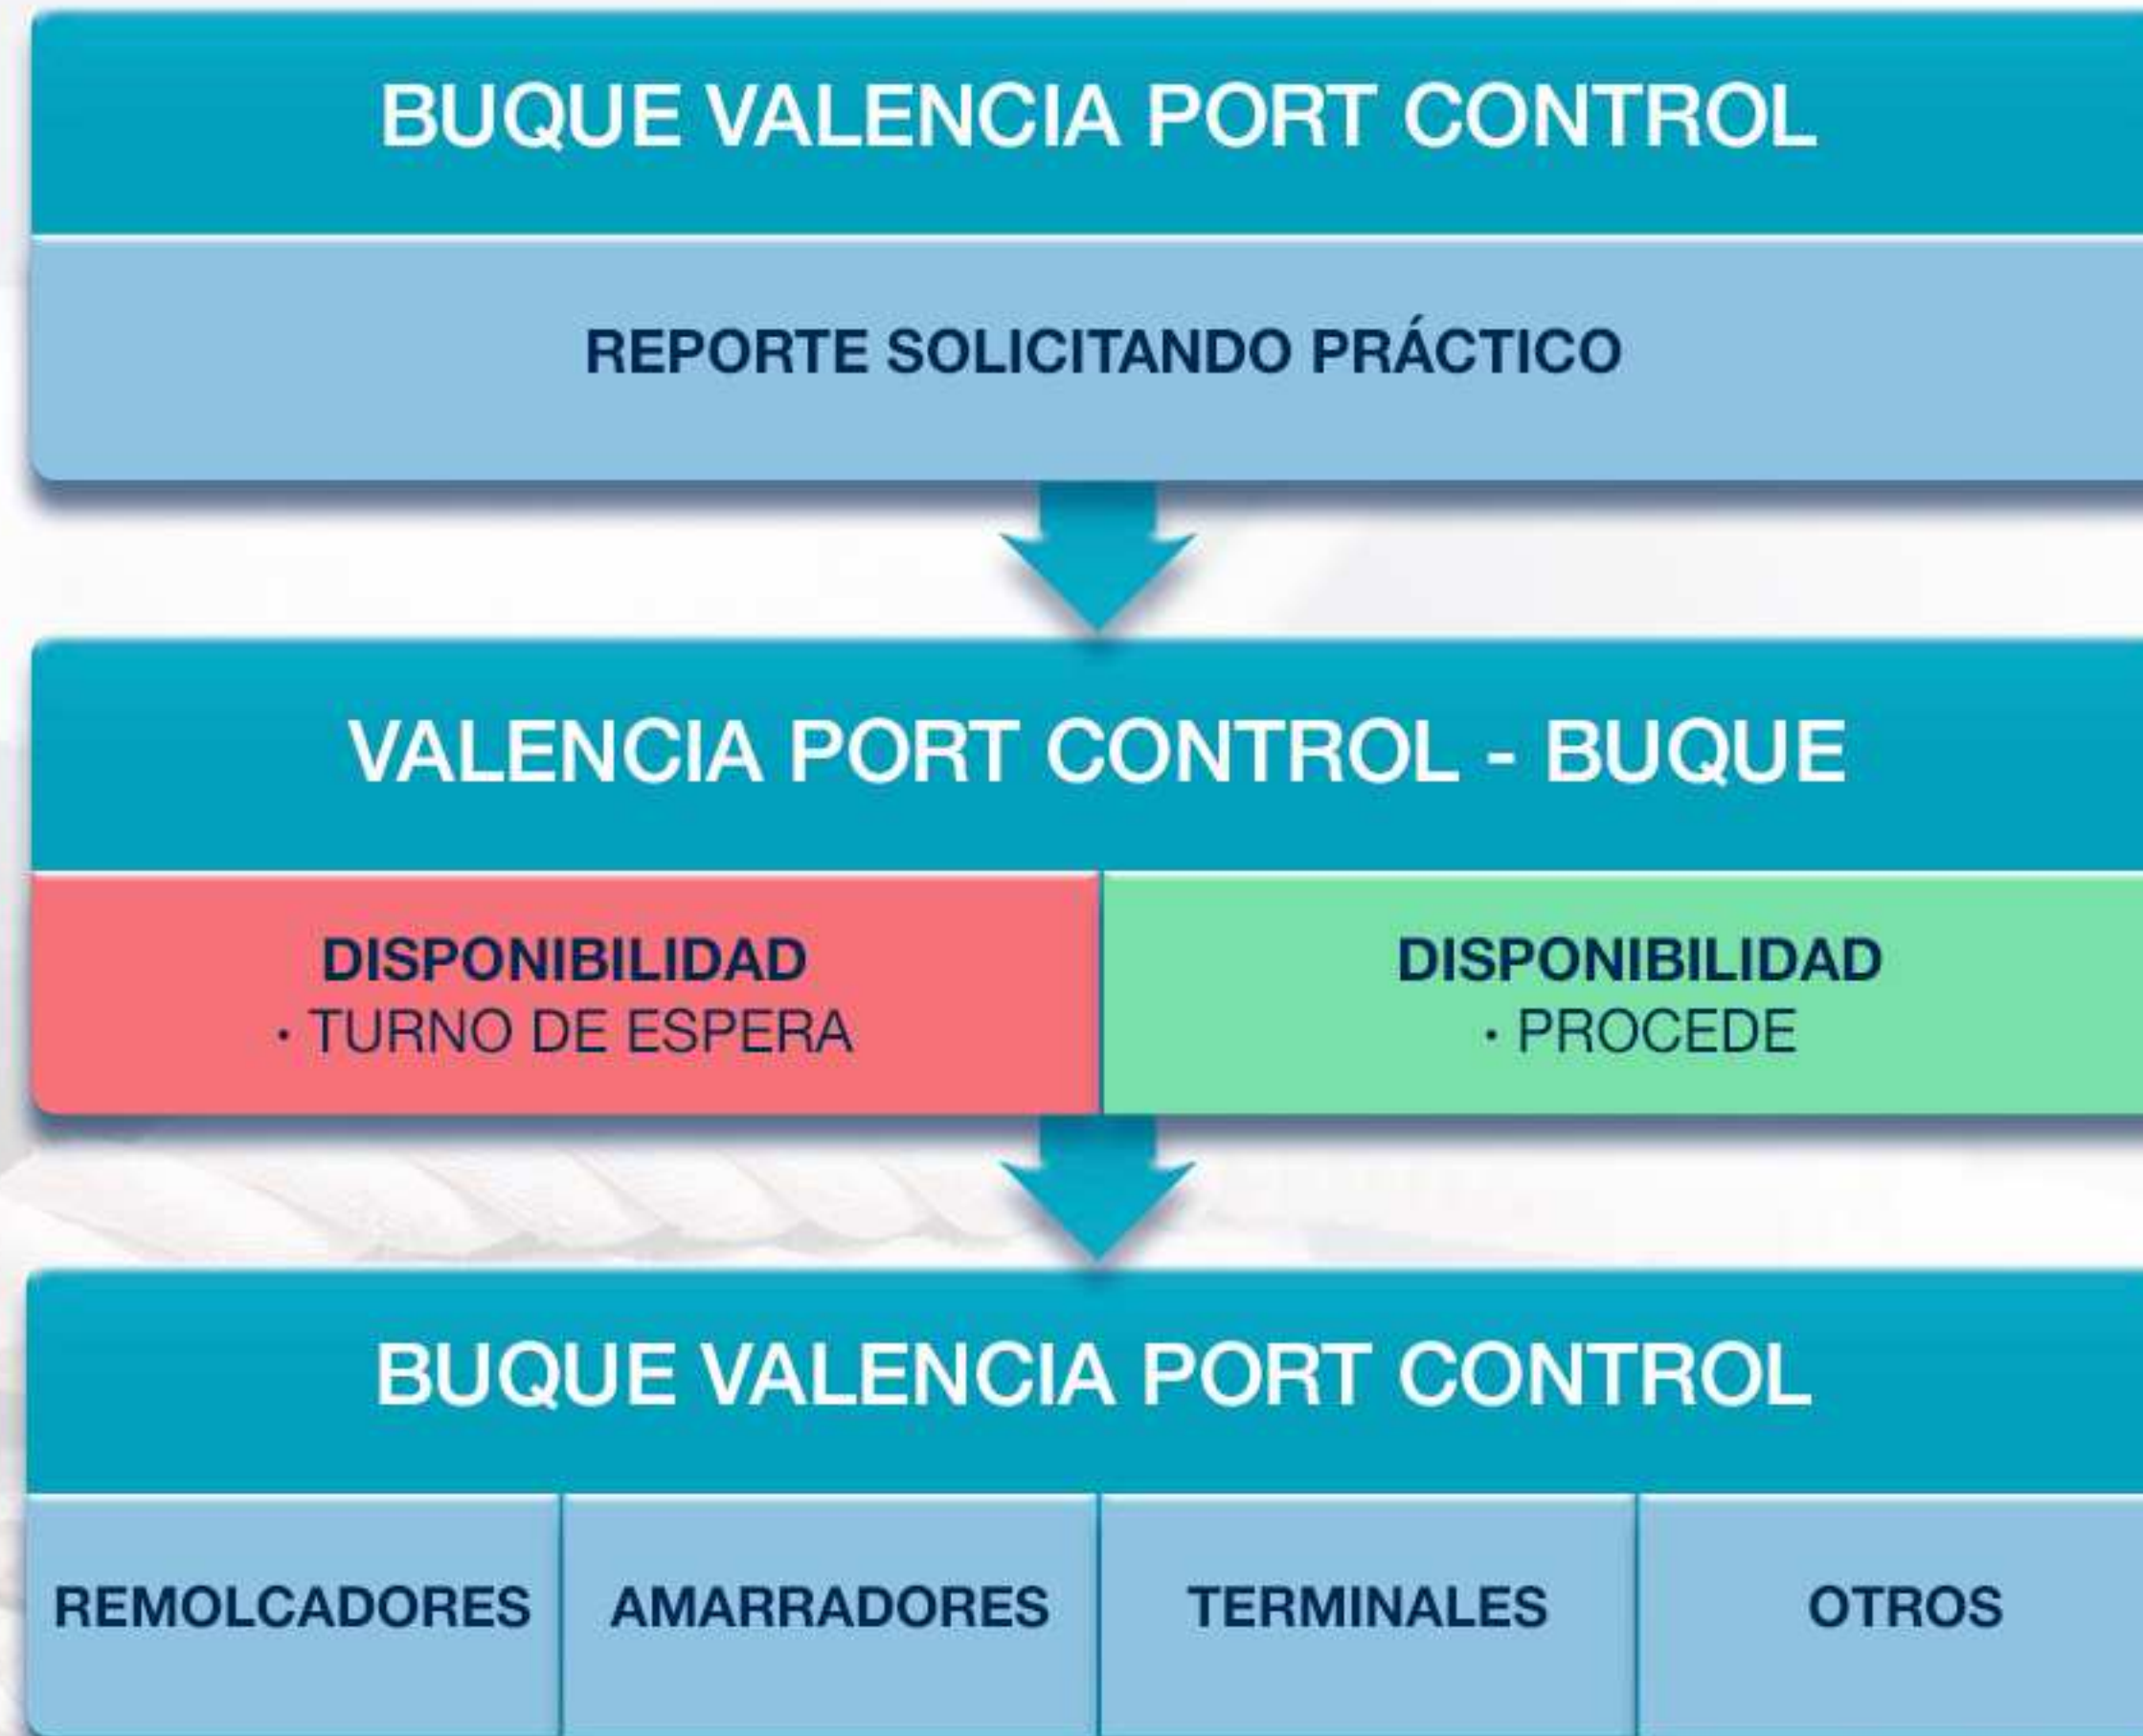 BUQUE VALENCIA PORT CONTROL
REPORTE SOLICITANDO PRÁCTICO
VALENCIA PORT CONTROL - BUQUE
DISPONIBILIDAD
· TURNO DE ESPERA
DISPONIBILIDAD
· PROCEDE
BUQUE VALENCIA PORT CONTROL
REMOLCADORES
AMARRADORES
TERMINALES
OTROS